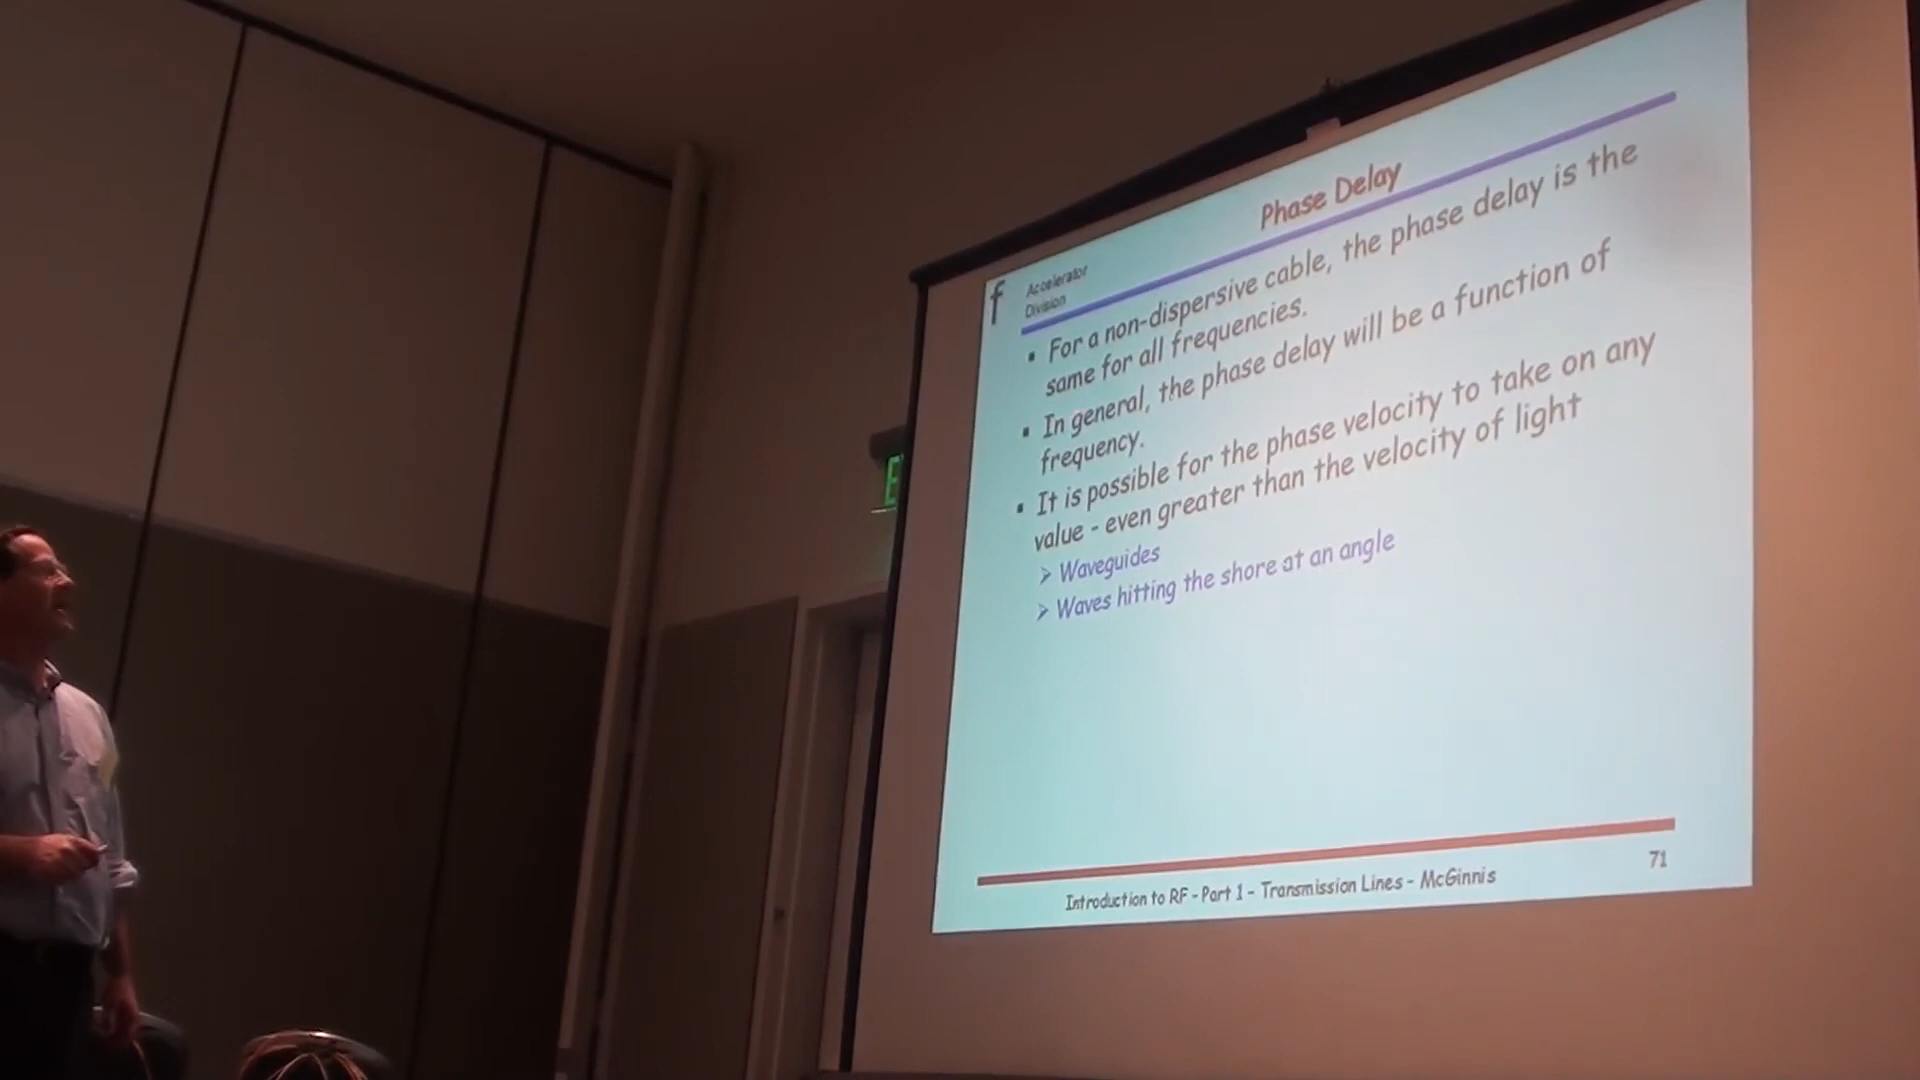 Phase Delay
f
Accelerator
Division
▪ For a non-dispersive cable, the phase delay is the
same for all frequencies.
▪ In general, the phase delay will be a function of
frequency.
▪ It is possible for the phase velocity to take on any
value - even greater than the velocity of light
➢ Waveguides
➢ Waves hitting the shore at an angle
Introduction to RF - Part 1 - Transmission Lines - McGinnis
71
E